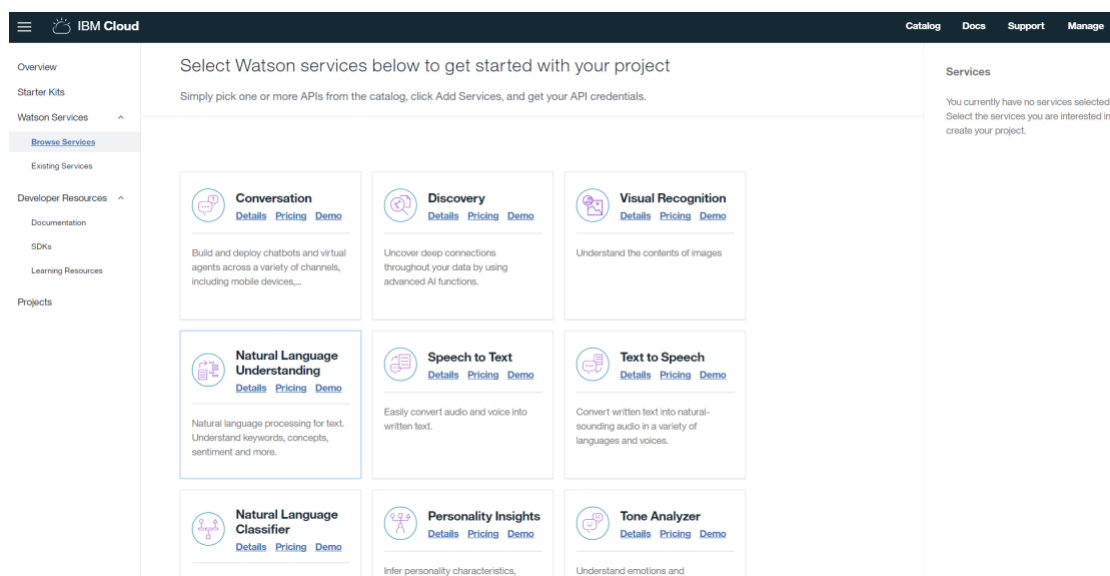 IBM Cloud
Catalog Docs Support Manage
Overview
Starter Kits
Watson Services
Browse Services
Existing Services
Developer Resources
Documentation
SDKs
Learning Resources
Projects
Select Watson services below to get started with your project
Simply pick one or more APIs from the catalog, click Add Services, and get your API credentials.
Conversation
Details Pricing Demo
Build and deploy chatbots and virtual
agents across a variety of channels,
including mobile devices,...
Discovery
Details Pricing Demo
Uncover deep connections
throughout your data by using
advanced AI functions.
Visual Recognition
Details Pricing Demo
Understand the contents of images
Natural Language
Understanding
Details Pricing Demo
Natural language processing for text.
Understand keywords, concepts,
sentiment and more.
Speech to Text
Details Pricing Demo
Easily convert audio and voice into
written text.
Text to Speech
Details Pricing Demo
Convert written text into natural-
sounding audio in a variety of
languages and voices.
Natural Language
Classifier
Details Pricing Demo
Personality Insights
Details Pricing Demo
Infer personality characteristics,
Tone Analyzer
Details Pricing Demo
Understand emotions and
Services
You currently have no services selected
Select the services you are interested in
create your project.